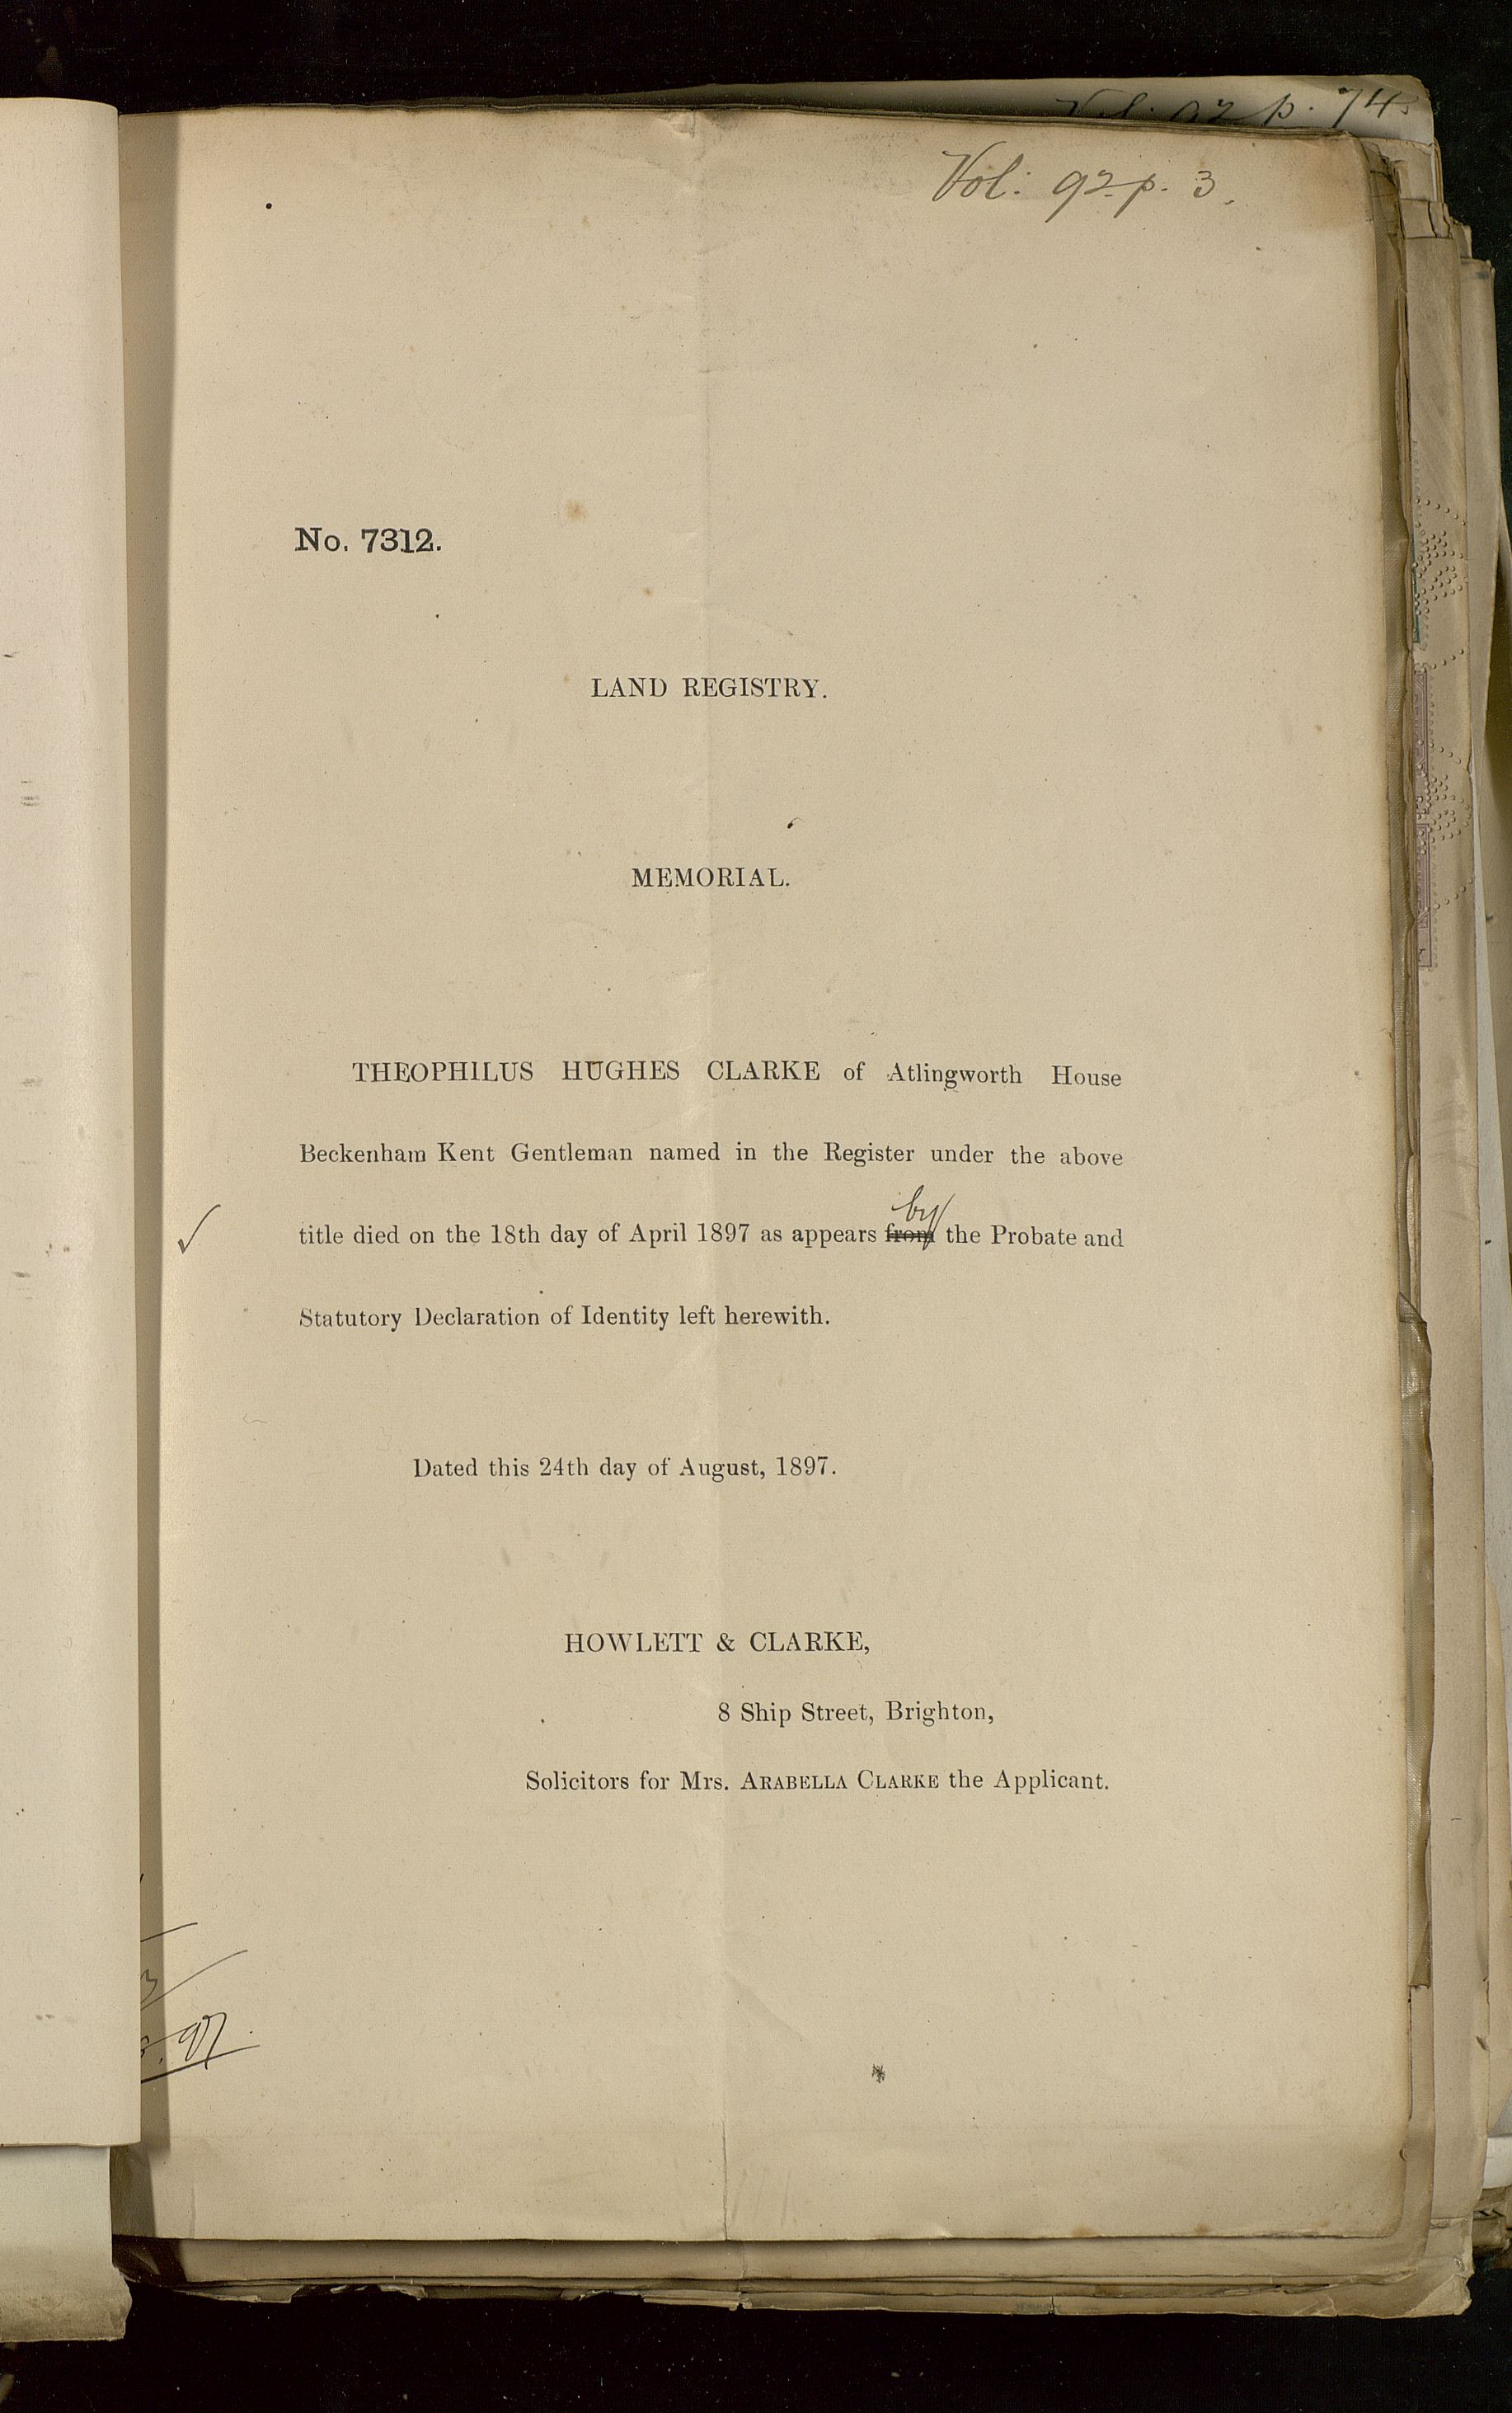 Vol. 92 p. 74
Vol: 92. p. 3.
No. 7312.
LAND REGISTRY.
MEMORIAL.
THEOPHILUS HUGHES CLARKE of Atlingworth House
Beckenham Kent Gentleman named in the Register under the above
by
title died on the 18th day of April 1897 as appears from the Probate and
Statutory Declaration of Identity left herewith.
Dated this 24th day of August, 1897.
HOWLETT & CLARKE,
8 Ship Street, Brighton,
Solicitors for Mrs. ARABELLA CLARKE the Applicant.
97.